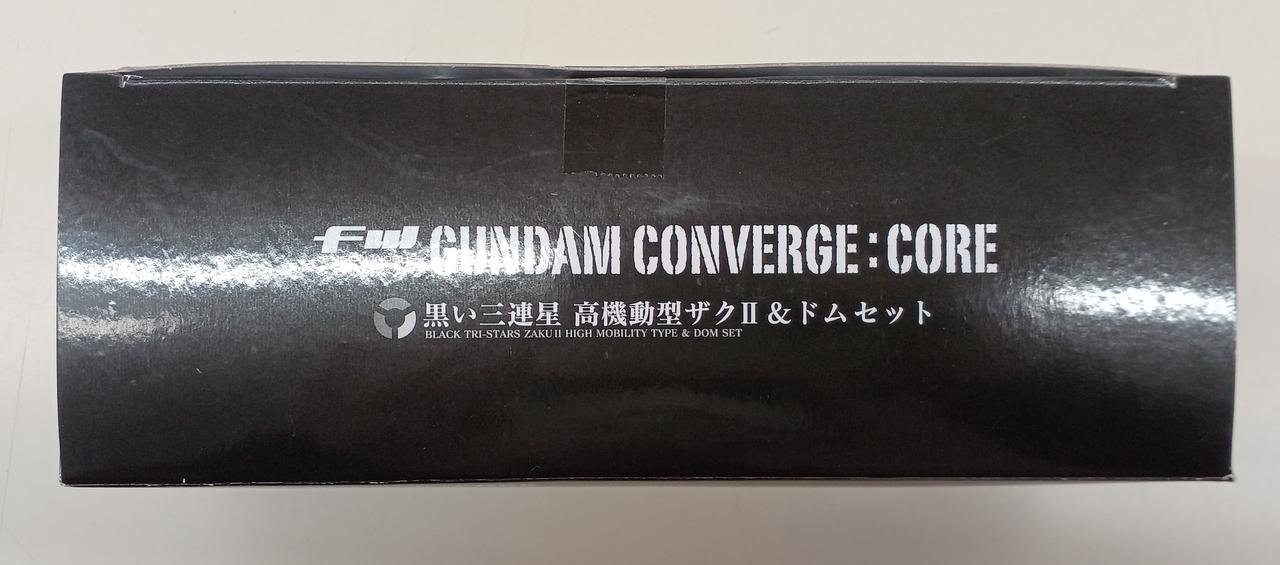 FW GUNDAM CONVERGE:CORE
黒い三連星 高機動型ザクⅡ&ドムセット
BLACK TRI-STARS ZAKUII HIGH MOBILITY TYPE & DOM SET